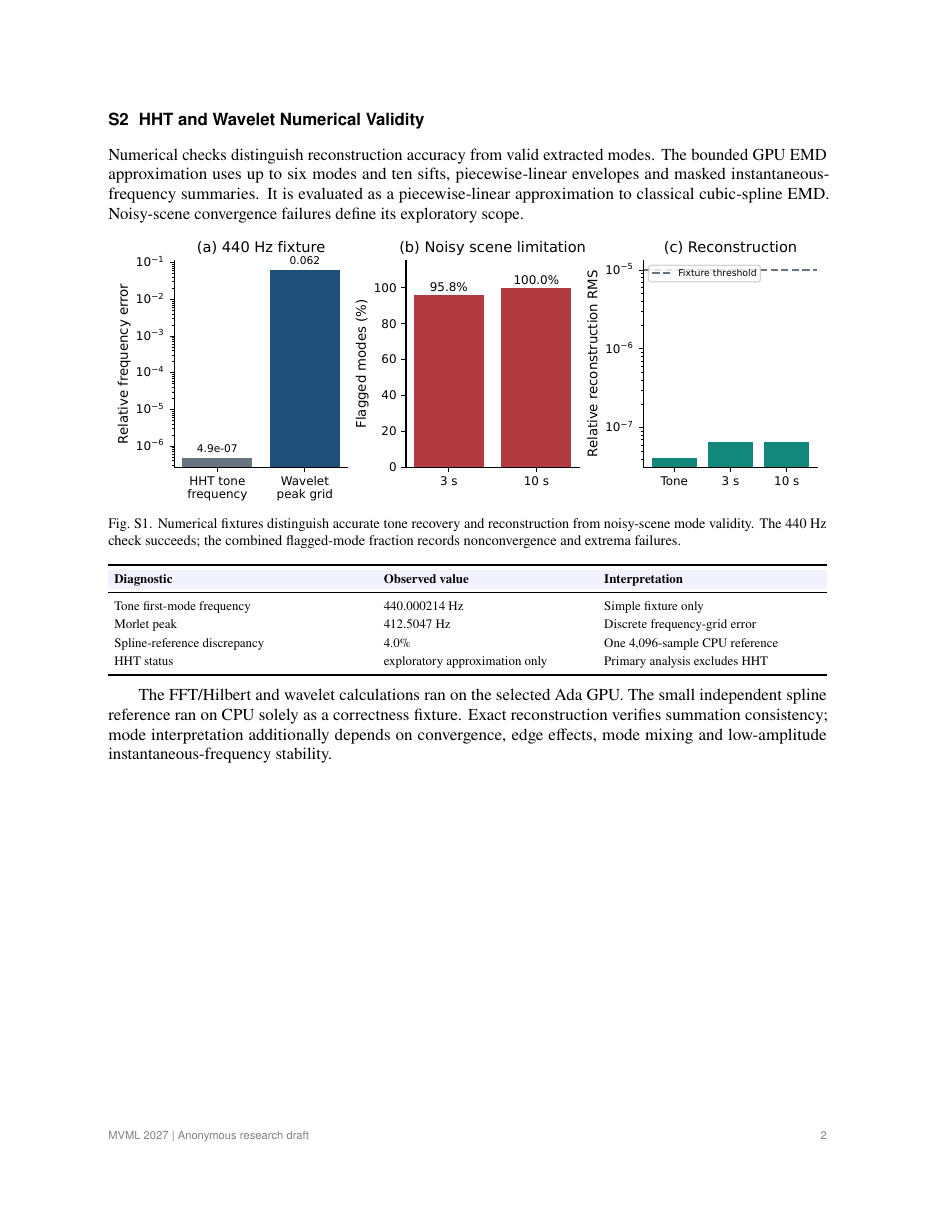 S2 HHT and Wavelet Numerical Validity
Numerical checks distinguish reconstruction accuracy from valid extracted modes. The bounded GPU EMD
approximation uses up to six modes and ten sifts, piecewise-linear envelopes and masked instantaneous-
frequency summaries. It is evaluated as a piecewise-linear approximation to classical cubic-spline EMD.
Noisy-scene convergence failures define its exploratory scope.
(a) 440 Hz fixture
Relative frequency error
10⁻¹
10⁻²
10⁻³
10⁻⁴
10⁻⁵
10⁻⁶
0.062
4.9e-07
HHT tone
frequency
Wavelet
peak grid
(b) Noisy scene limitation
Flagged modes (%)
100
80
60
40
20
0
95.8%
100.0%
3 s
10 s
(c) Reconstruction
Relative reconstruction RMS
10⁻⁵
10⁻⁶
10⁻⁷
Fixture threshold
Tone
3 s
10 s
Fig. S1. Numerical fixtures distinguish accurate tone recovery and reconstruction from noisy-scene mode validity. The 440 Hz
check succeeds; the combined flagged-mode fraction records nonconvergence and extrema failures.
Diagnostic Observed value Interpretation
Tone first-mode frequency 440.000214 Hz Simple fixture only
Morlet peak 412.5047 Hz Discrete frequency-grid error
Spline-reference discrepancy 4.0% One 4,096-sample CPU reference
HHT status exploratory approximation only Primary analysis excludes HHT
The FFT/Hilbert and wavelet calculations ran on the selected Ada GPU. The small independent spline
reference ran on CPU solely as a correctness fixture. Exact reconstruction verifies summation consistency;
mode interpretation additionally depends on convergence, edge effects, mode mixing and low-amplitude
instantaneous-frequency stability.
MVML 2027 | Anonymous research draft 2